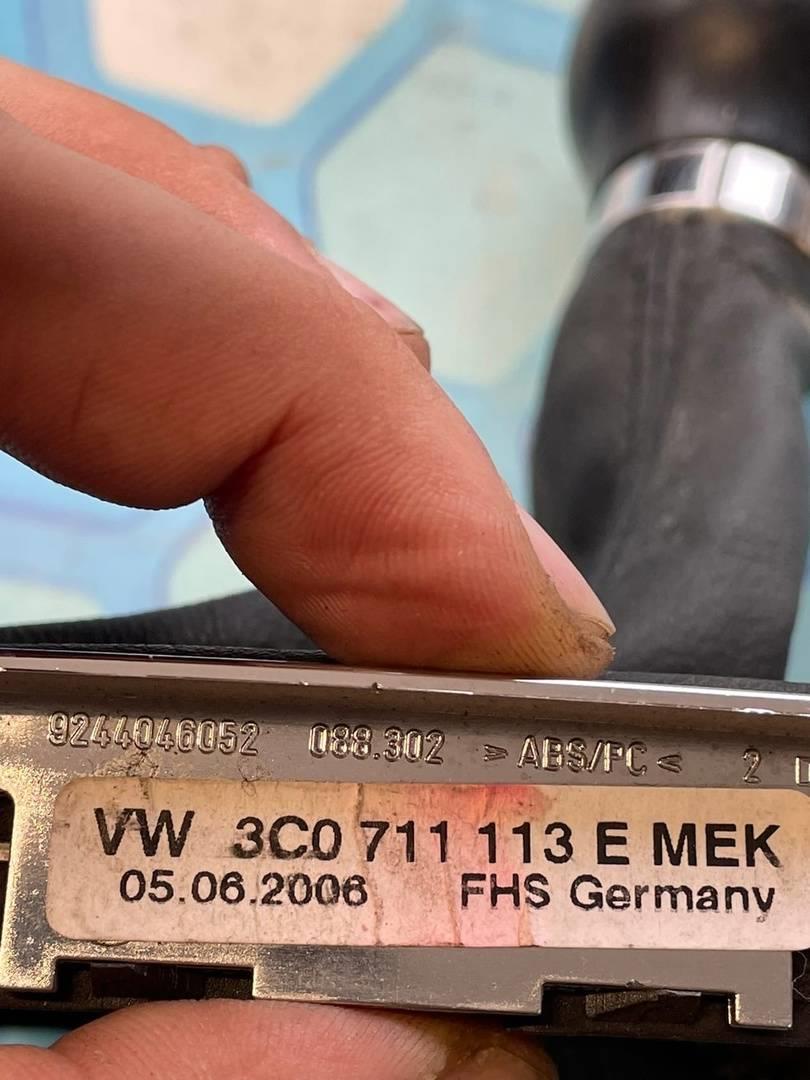 9244046052 088.302 >ABS/PC< 2
VW 3C0 711 113 E MEK
05.06.2006 FHS Germany